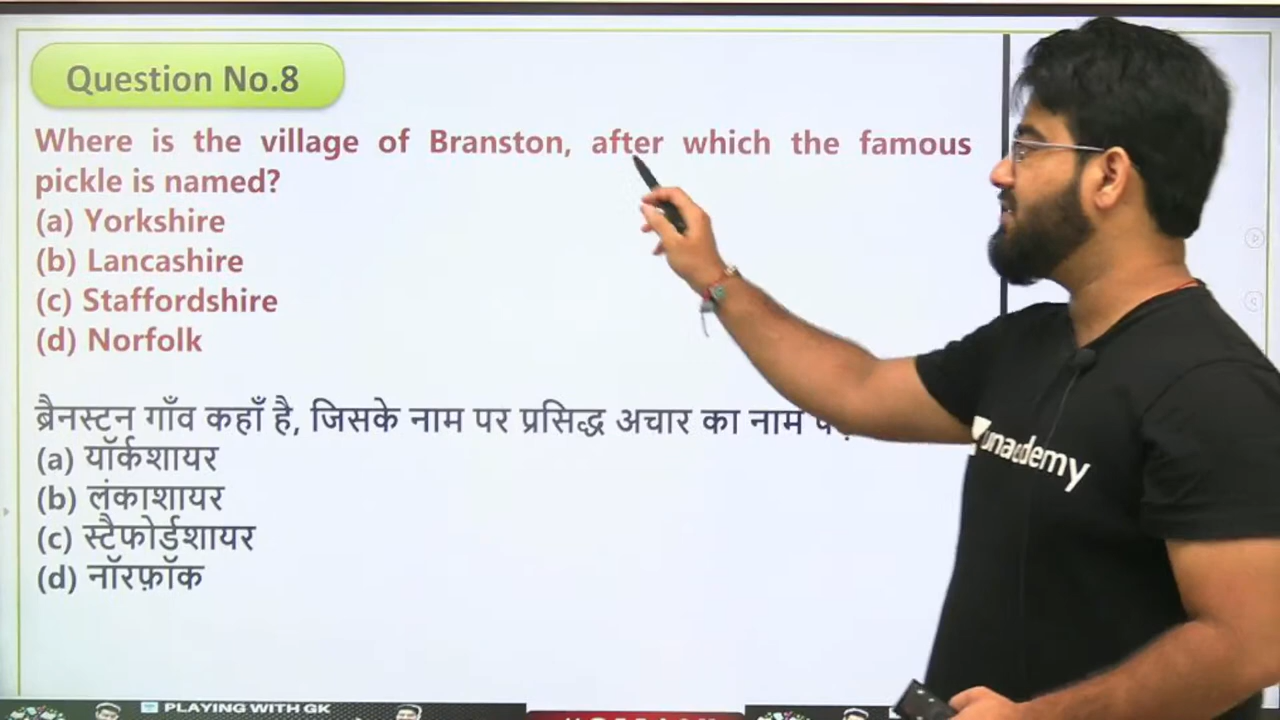 Question No.8
Where is the village of Branston, after which the famous
pickle is named?
(a) Yorkshire
(b) Lancashire
(c) Staffordshire
(d) Norfolk
ब्रैनस्टन गाँव कहाँ है, जिसके नाम पर प्रसिद्ध अचार का नाम
(a) यॉर्कशायर
(b) लंकाशायर
(c) स्टैफोर्डशायर
(d) नॉरफ़ॉक
unacademy
PLAYING WITH GK